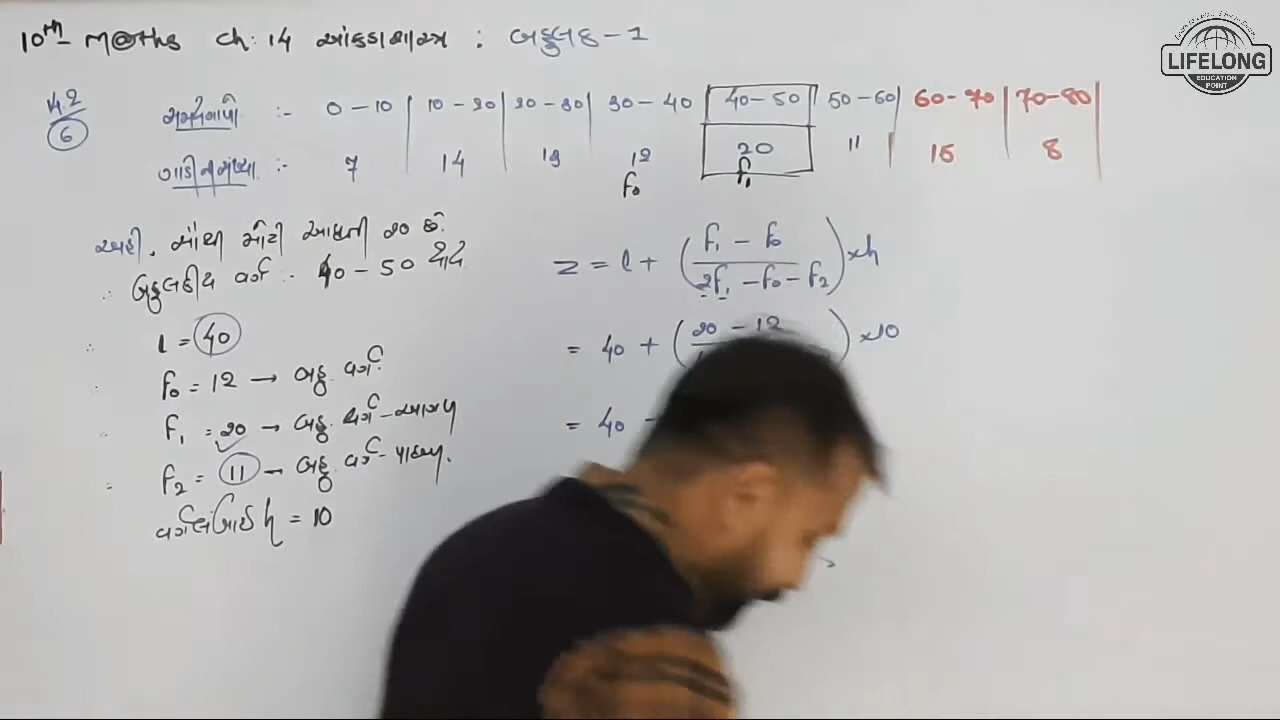 10th Maths Ch: 14 આંકડાશાસ્ત્ર : બહુલક - 1
LIFELONG
EDUCATION
POINT
14.2
6
:- 0-10 10-20 20-30 30-40 40-50 50-60 60-70 70-80
ગાડીની સંખ્યા :- 7 14 13 12 20 11 15 8
f0 f1
અહી, સૌથી મોટી આવૃત્તિ 20 છે.
∴ બહુલકીય વર્ગ :- 40-50 થાય
Z = l + (f1 - f0 / 2f1 - f0 - f2) × h
∴ l = 40
= 40 + (20 - 12 ) × 10
∴ f0 = 12 → બહુ. વર્ગ
= 40
∴ f1 = 20 → બહુ. વર્ગ - આગળ
∴ f2 = 11 → બહુ. વર્ગ - પાછળ.
વર્ગલંબાઈ h = 10